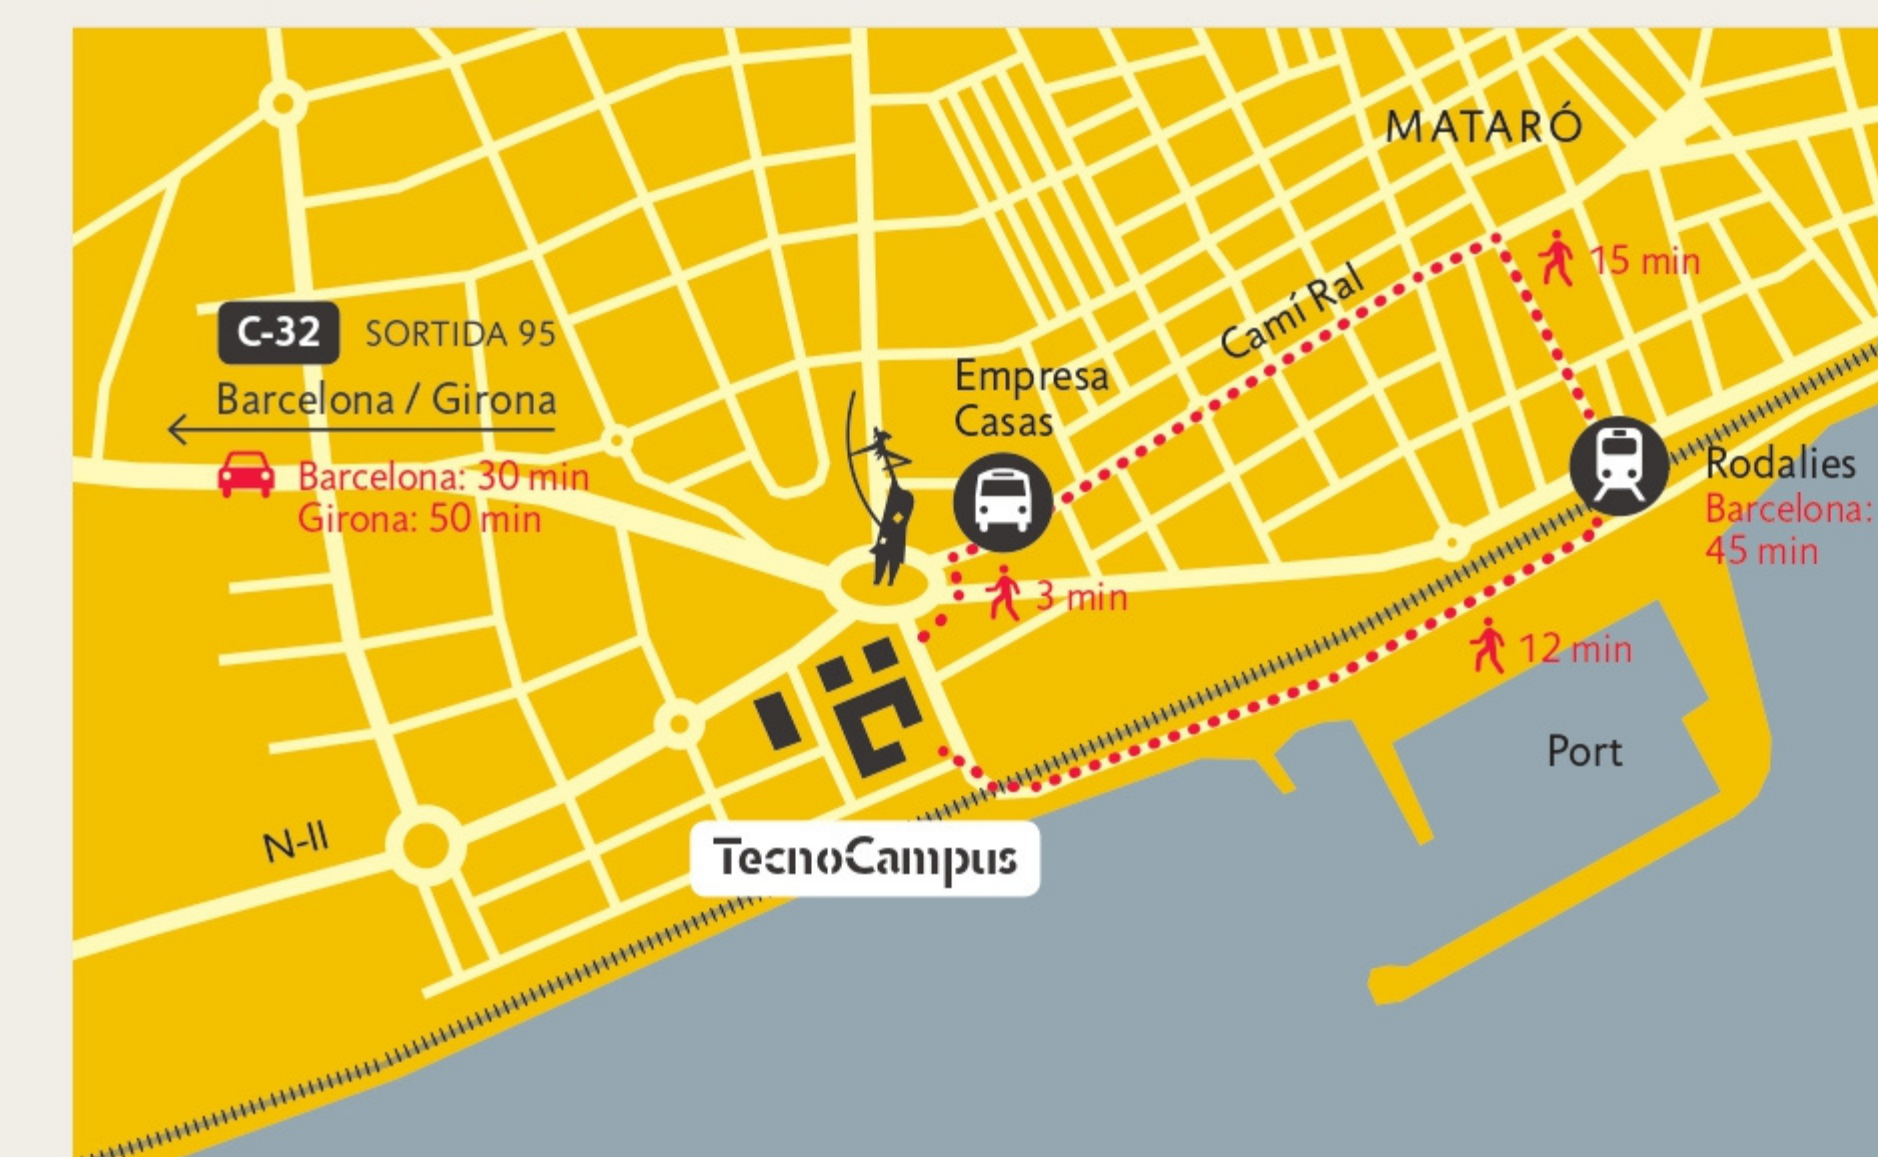 MATARÓ
15 min
Camí Ral
C-32 SORTIDA 95
Barcelona / Girona
Barcelona: 30 min
Girona: 50 min
Empresa
Casas
Rodalies
Barcelona:
45 min
3 min
12 min
Port
N-II
TecnoCampus